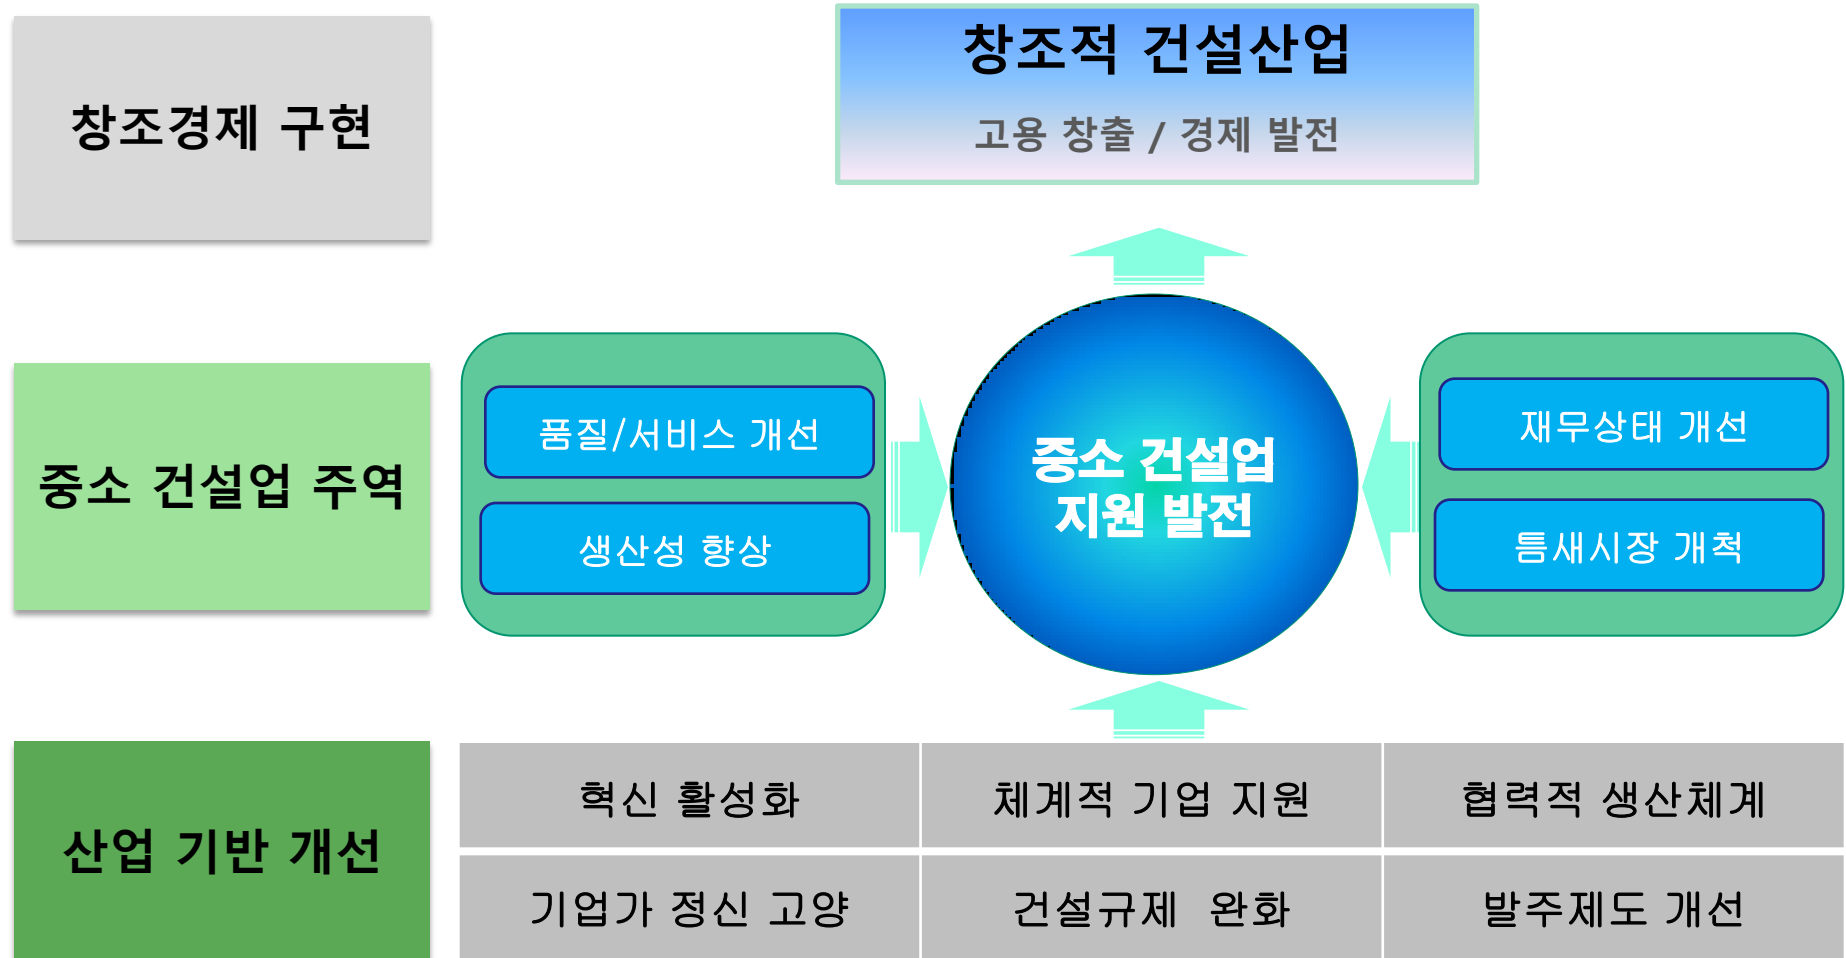 창조경제 구현
창조적 건설산업
고용 창출 / 경제 발전
중소 건설업 주역
품질/서비스 개선
생산성 향상
중소 건설업
지원 발전
재무상태 개선
틈새시장 개척
산업 기반 개선
혁신 활성화
체계적 기업 지원
협력적 생산체계
기업가 정신 고양
건설규제 완화
발주제도 개선